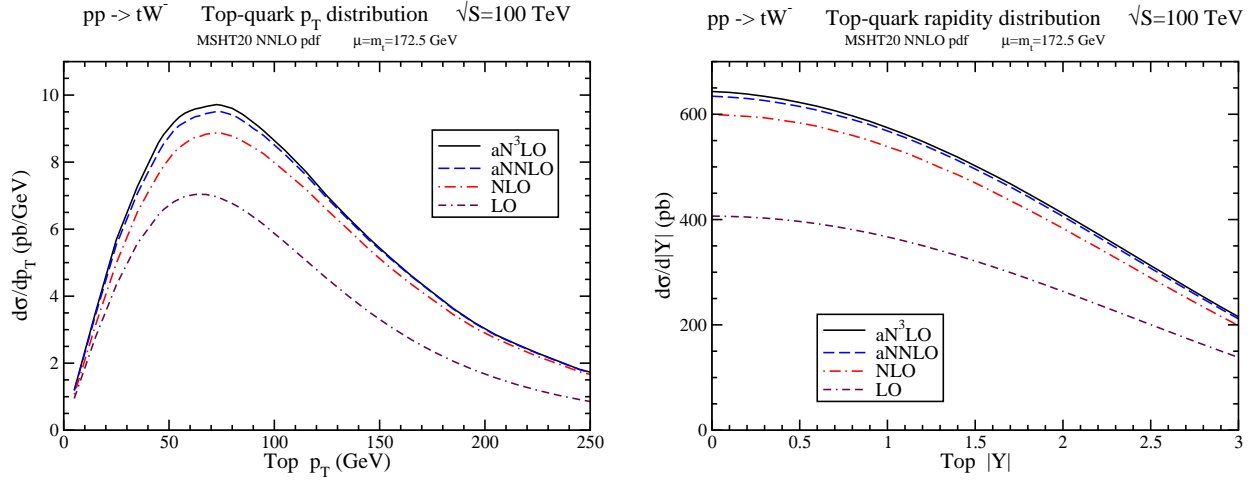 pp -> tW⁻ Top-quark p_T distribution √S=100 TeV
MSHT20 NNLO pdf μ=m_t=172.5 GeV
dσ/dp_T (pb/GeV)
10
8
6
4
2
0
aN³LO
aNNLO
NLO
LO
0 50 100 150 200 250
Top p_T (GeV)
pp -> tW⁻ Top-quark rapidity distribution √S=100 TeV
MSHT20 NNLO pdf μ=m_t=172.5 GeV
dσ/d|Y| (pb)
600
400
200
0
aN³LO
aNNLO
NLO
LO
0 0.5 1 1.5 2 2.5 3
Top |Y|